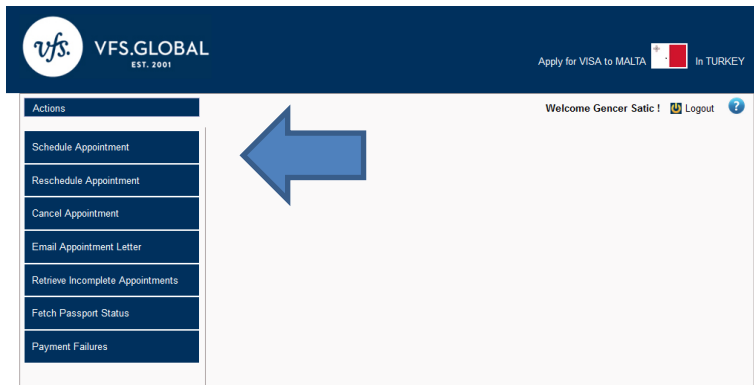 vfs. VFS.GLOBAL
EST. 2001
Apply for VISA to MALTA In TURKEY
Actions
Welcome Gencer Satic ! Logout ?
Schedule Appointment
Reschedule Appointment
Cancel Appointment
Email Appointment Letter
Retrieve Incomplete Appointments
Fetch Passport Status
Payment Failures